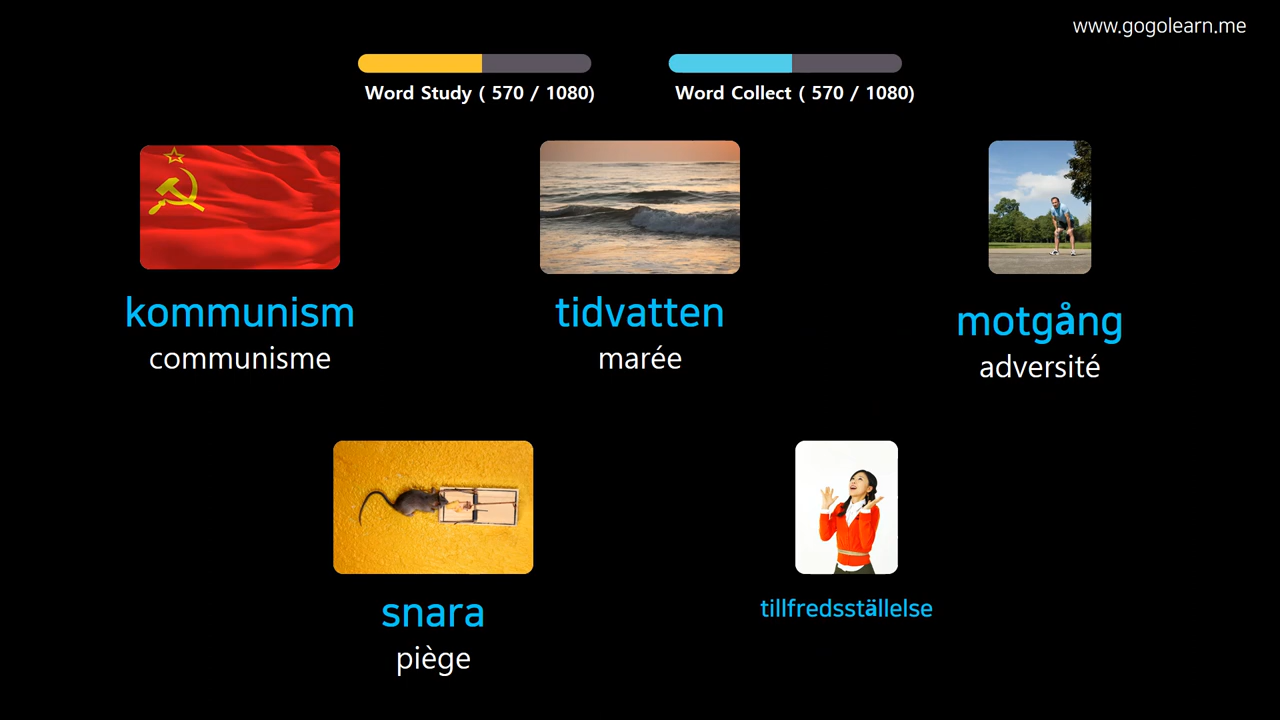 www.gogolearn.me
Word Study ( 570 / 1080)
Word Collect ( 570 / 1080)
kommunism
communisme
tidvatten
marée
motgång
adversité
snara
piège
tillfredsställelse